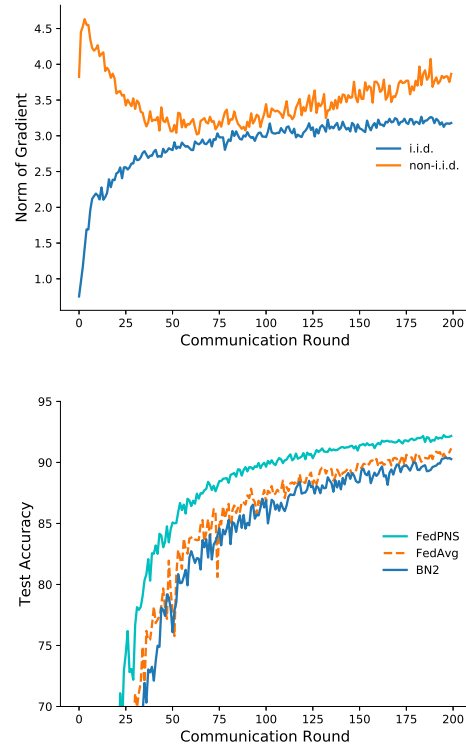 4.5
4.0
3.5
3.0
2.5
2.0
1.5
1.0
Norm of Gradient
i.i.d.
non-i.i.d.
0 25 50 75 100 125 150 175 200
Communication Round
95
90
85
80
75
70
Test Accuracy
FedPNS
FedAvg
BN2
0 25 50 75 100 125 150 175 200
Communication Round